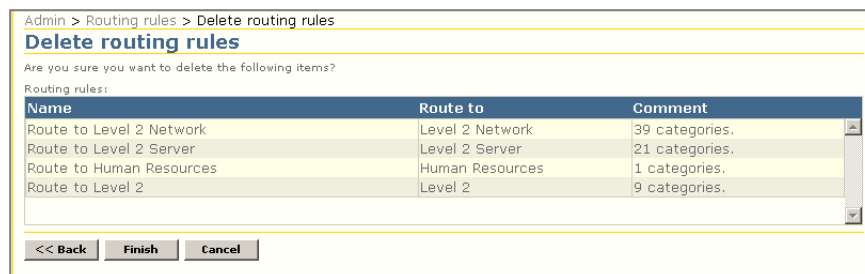 Admin > Routing rules > Delete routing rules
Delete routing rules
Are you sure you want to delete the following items?
Routing rules:
Name Route to Comment
Route to Level 2 Network Level 2 Network 39 categories.
Route to Level 2 Server Level 2 Server 21 categories.
Route to Human Resources Human Resources 1 categories.
Route to Level 2 Level 2 9 categories.
<< Back Finish Cancel